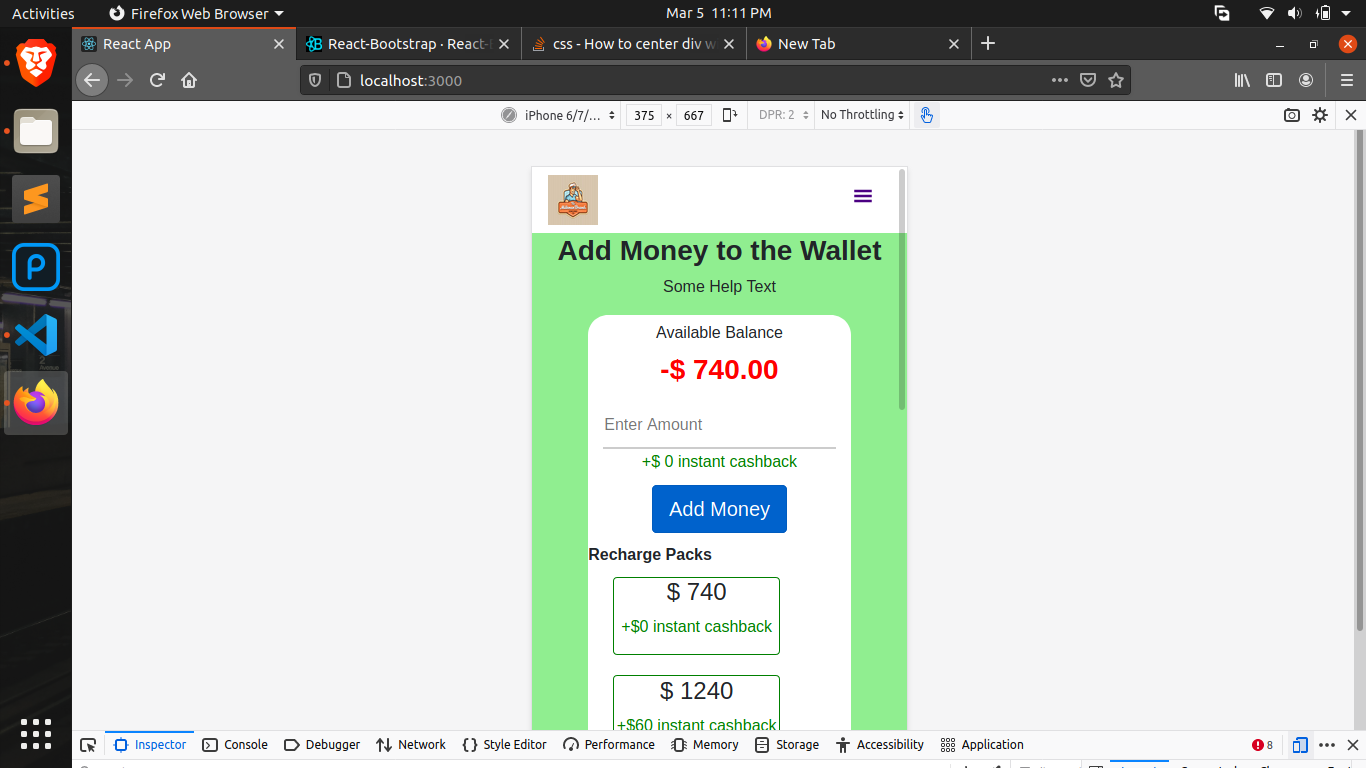 Activities
Firefox Web Browser
Mar 5 11:11 PM
React App
React-Bootstrap · React-
css - How to center div w
New Tab
localhost:3000
iPhone 6/7/...
375 × 667
DPR: 2
No Throttling
Add Money to the Wallet
Some Help Text
Available Balance
-$ 740.00
Enter Amount
+$ 0 instant cashback
Add Money
Recharge Packs
$ 740
+$0 instant cashback
$ 1240
+$60 instant cashback
Inspector
Console
Debugger
Network
Style Editor
Performance
Memory
Storage
Accessibility
Application
8